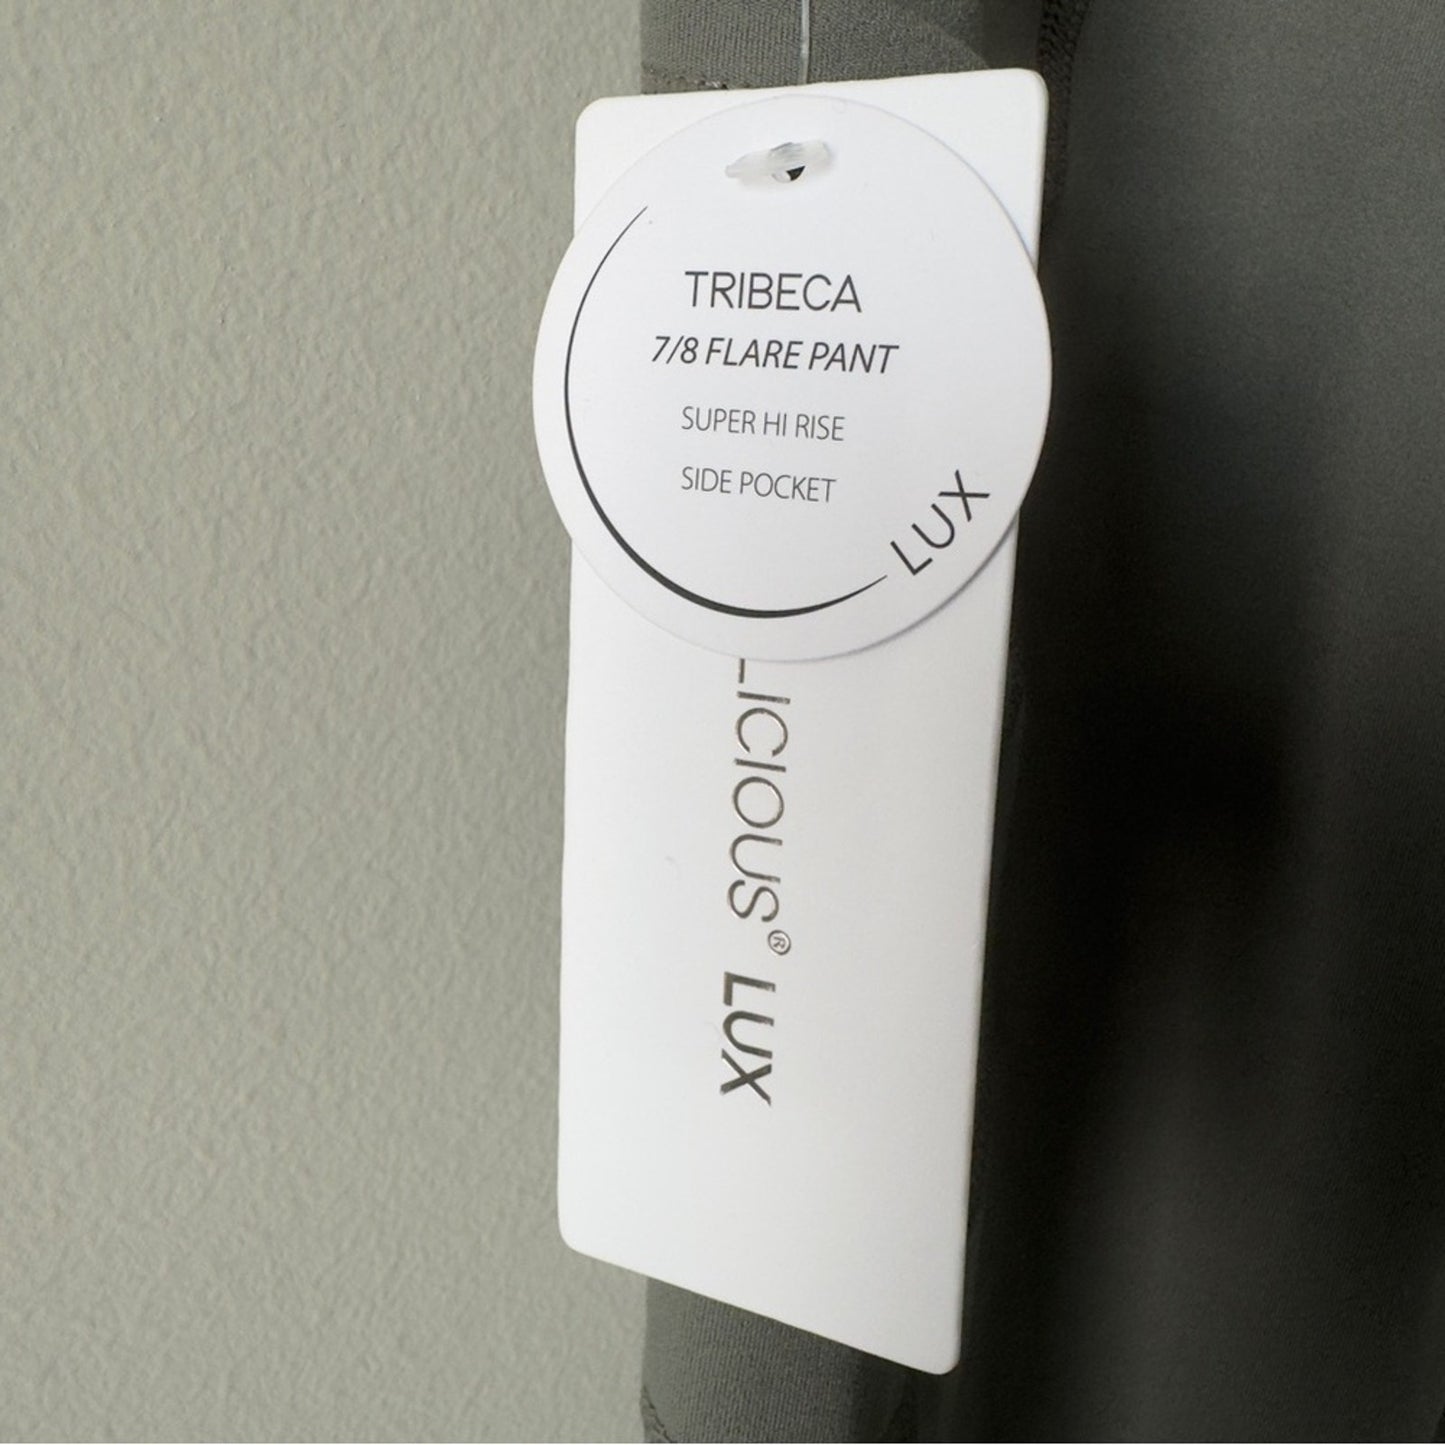 TRIBECA
7/8 FLARE PANT
SUPER HI RISE
SIDE POCKET
LUX
LICIOUS® LUX